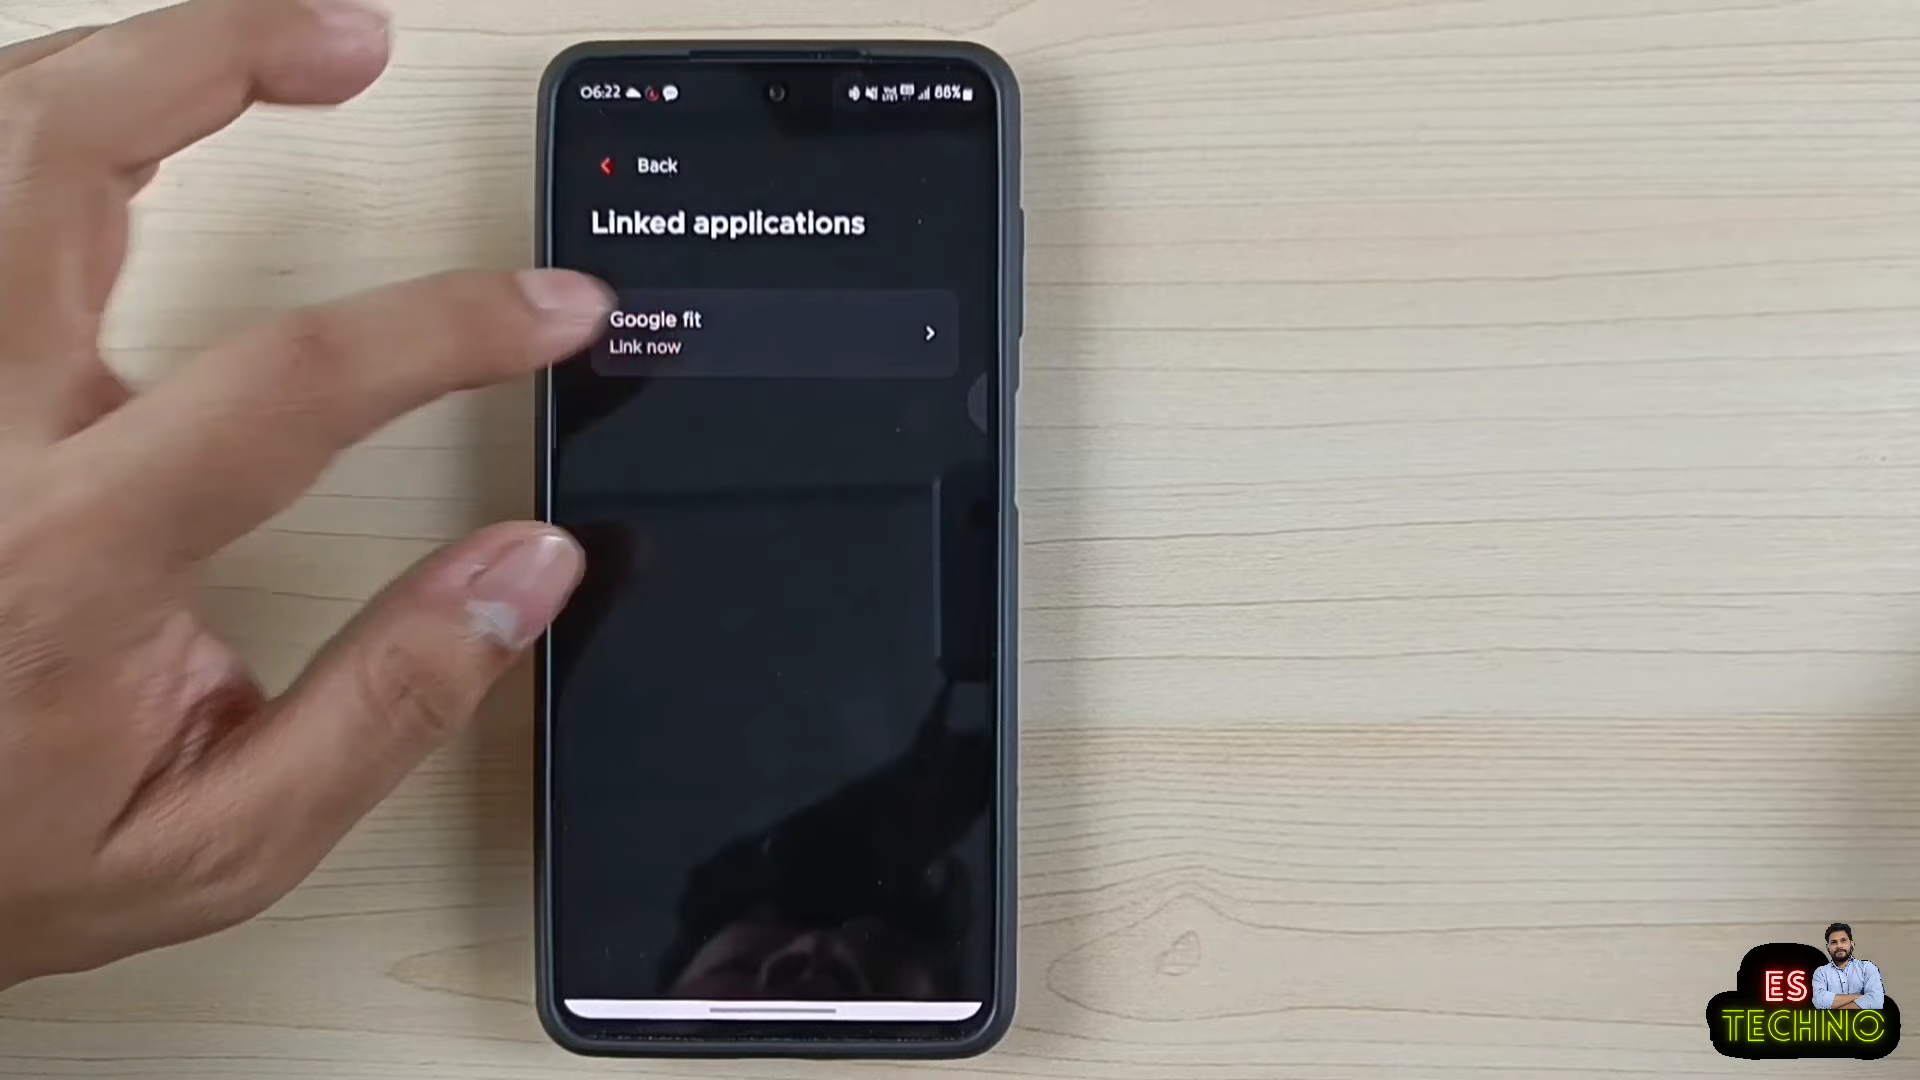 06:22
88%
Back
Linked applications
Google fit
Link now
ES
TECHNO